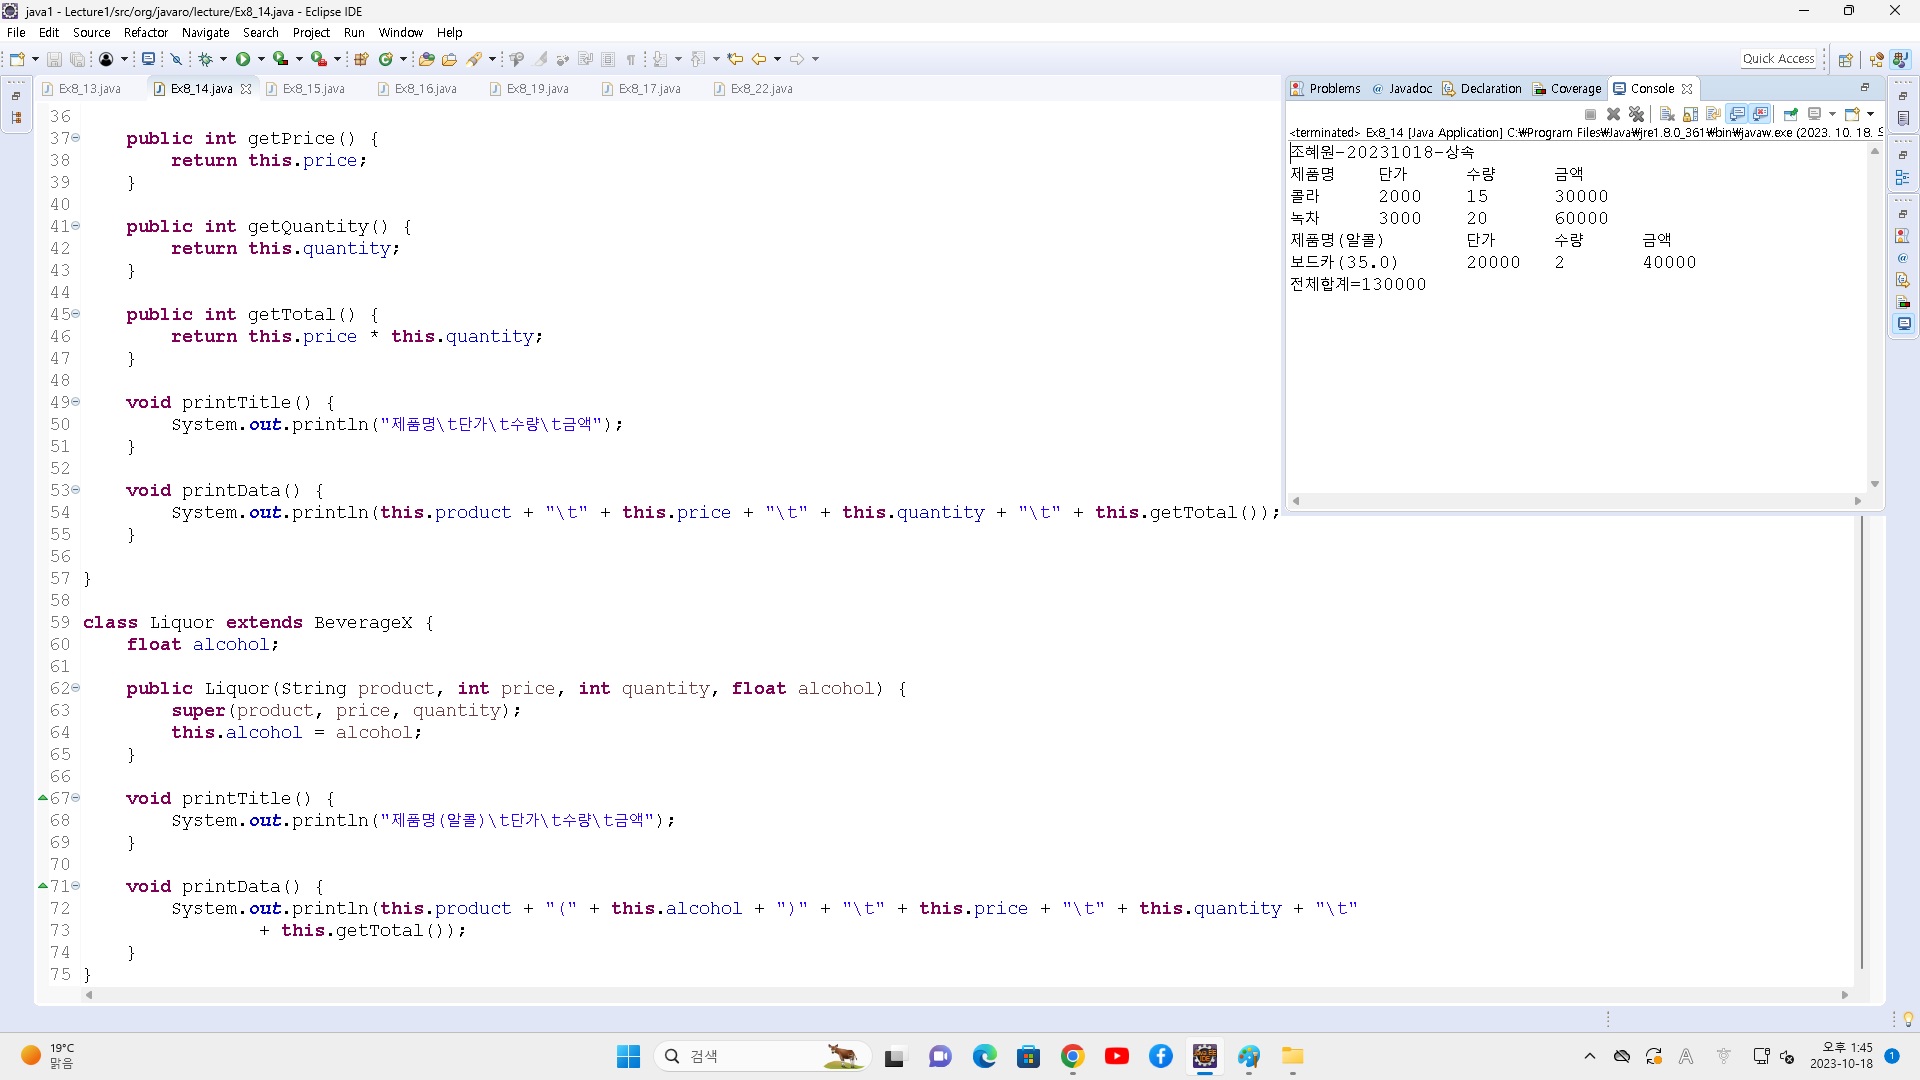 java1 - Lecture1/src/org/javaro/lecture/Ex8_14.java - Eclipse IDE
File Edit Source Refactor Navigate Search Project Run Window Help
Quick Access
Ex8_13.java Ex8_14.java Ex8_15.java Ex8_16.java Ex8_19.java Ex8_17.java Ex8_22.java
36
37 public int getPrice() {
38 return this.price;
39 }
40
41 public int getQuantity() {
42 return this.quantity;
43 }
44
45 public int getTotal() {
46 return this.price * this.quantity;
47 }
48
49 void printTitle() {
50 System.out.println("제품명\t단가\t수량\t금액");
51 }
52
53 void printData() {
54 System.out.println(this.product + "\t" + this.price + "\t" + this.quantity + "\t" + this.getTotal());
55 }
56
57 }
58
59 class Liquor extends BeverageX {
60 float alcohol;
61
62 public Liquor(String product, int price, int quantity, float alcohol) {
63 super(product, price, quantity);
64 this.alcohol = alcohol;
65 }
66
67 void printTitle() {
68 System.out.println("제품명(알콜)\t단가\t수량\t금액");
69 }
70
71 void printData() {
72 System.out.println(this.product + "(" + this.alcohol + ")" + "\t" + this.price + "\t" + this.quantity + "\t"
73 + this.getTotal());
74 }
75 }
Problems Javadoc Declaration Coverage Console
<terminated> Ex8_14 [Java Application] C:₩Program Files₩Java₩jre1.8.0_361₩bin₩javaw.exe (2023. 10. 18.
조혜원-20231018-상속
제품명 단가 수량 금액
콜라 2000 15 30000
녹차 3000 20 60000
제품명(알콜) 단가 수량 금액
보드카(35.0) 20000 2 40000
전체합계=130000
19°C
맑음
검색
오후 1:45
2023-10-18
1